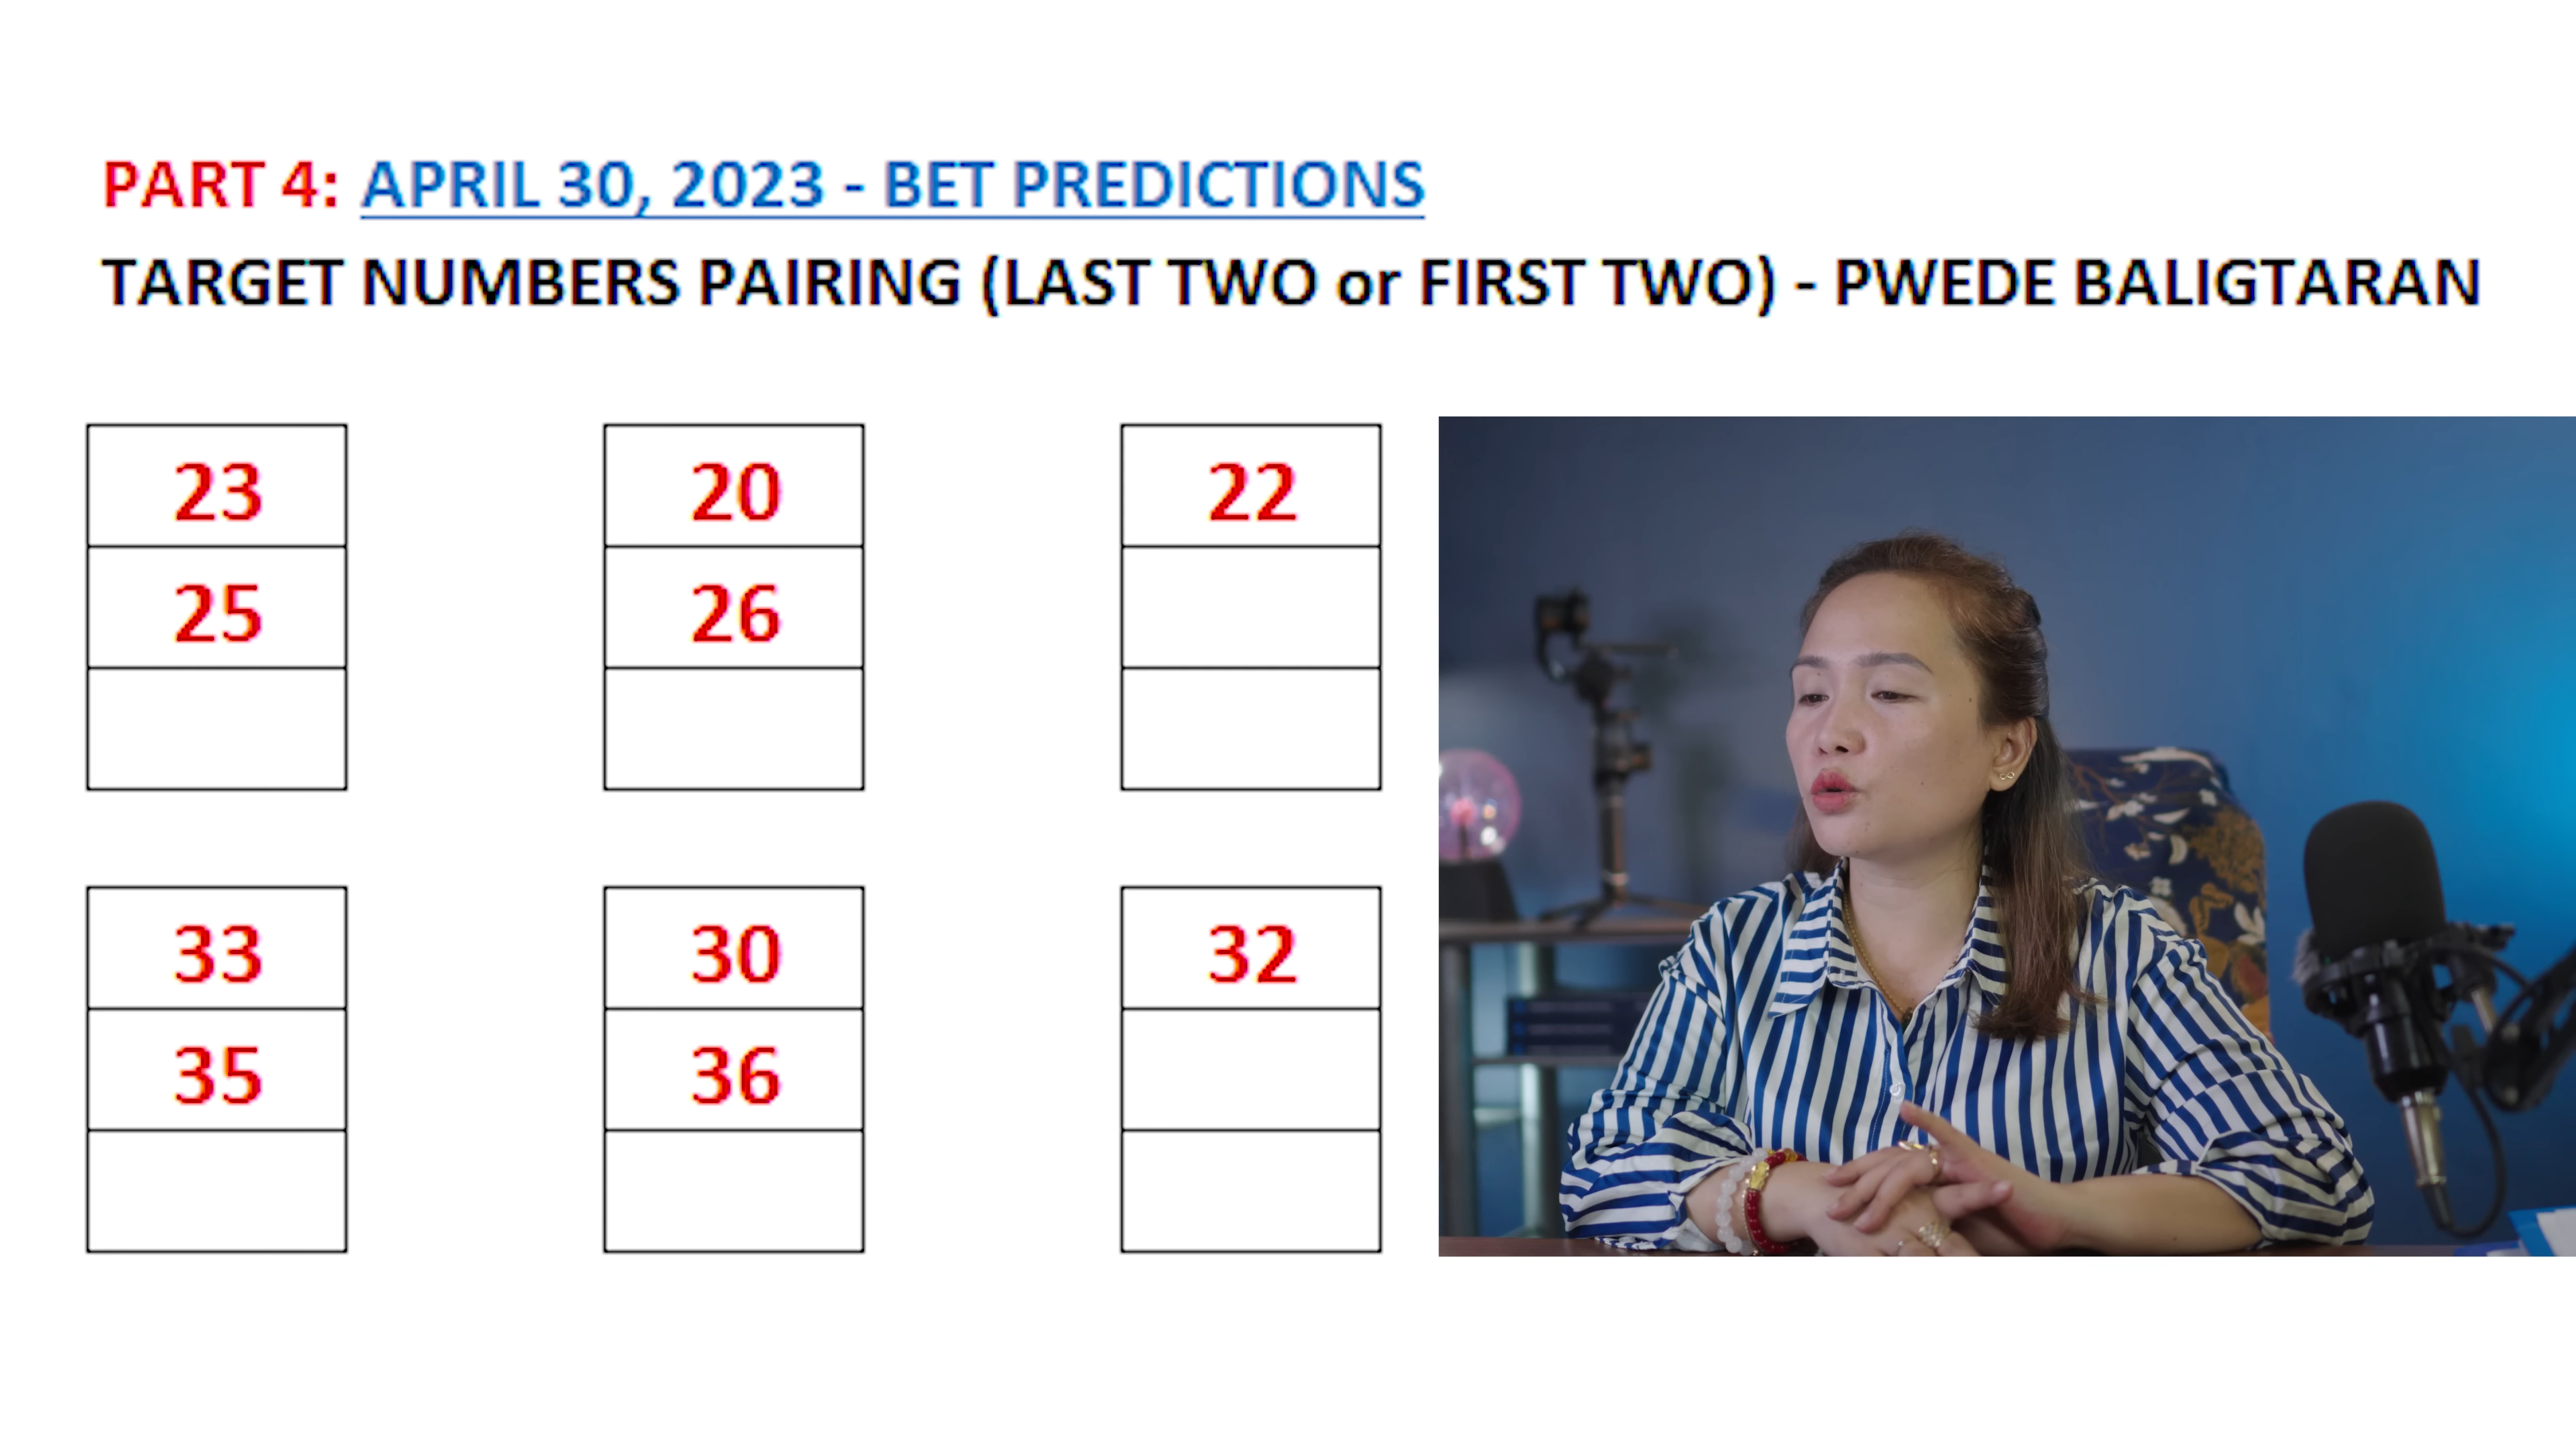 PART 4: APRIL 30, 2023 - BET PREDICTIONS
TARGET NUMBERS PAIRING (LAST TWO or FIRST TWO) - PWEDE BALIGTARAN
23 20 22
25 26
33 30 32
35 36